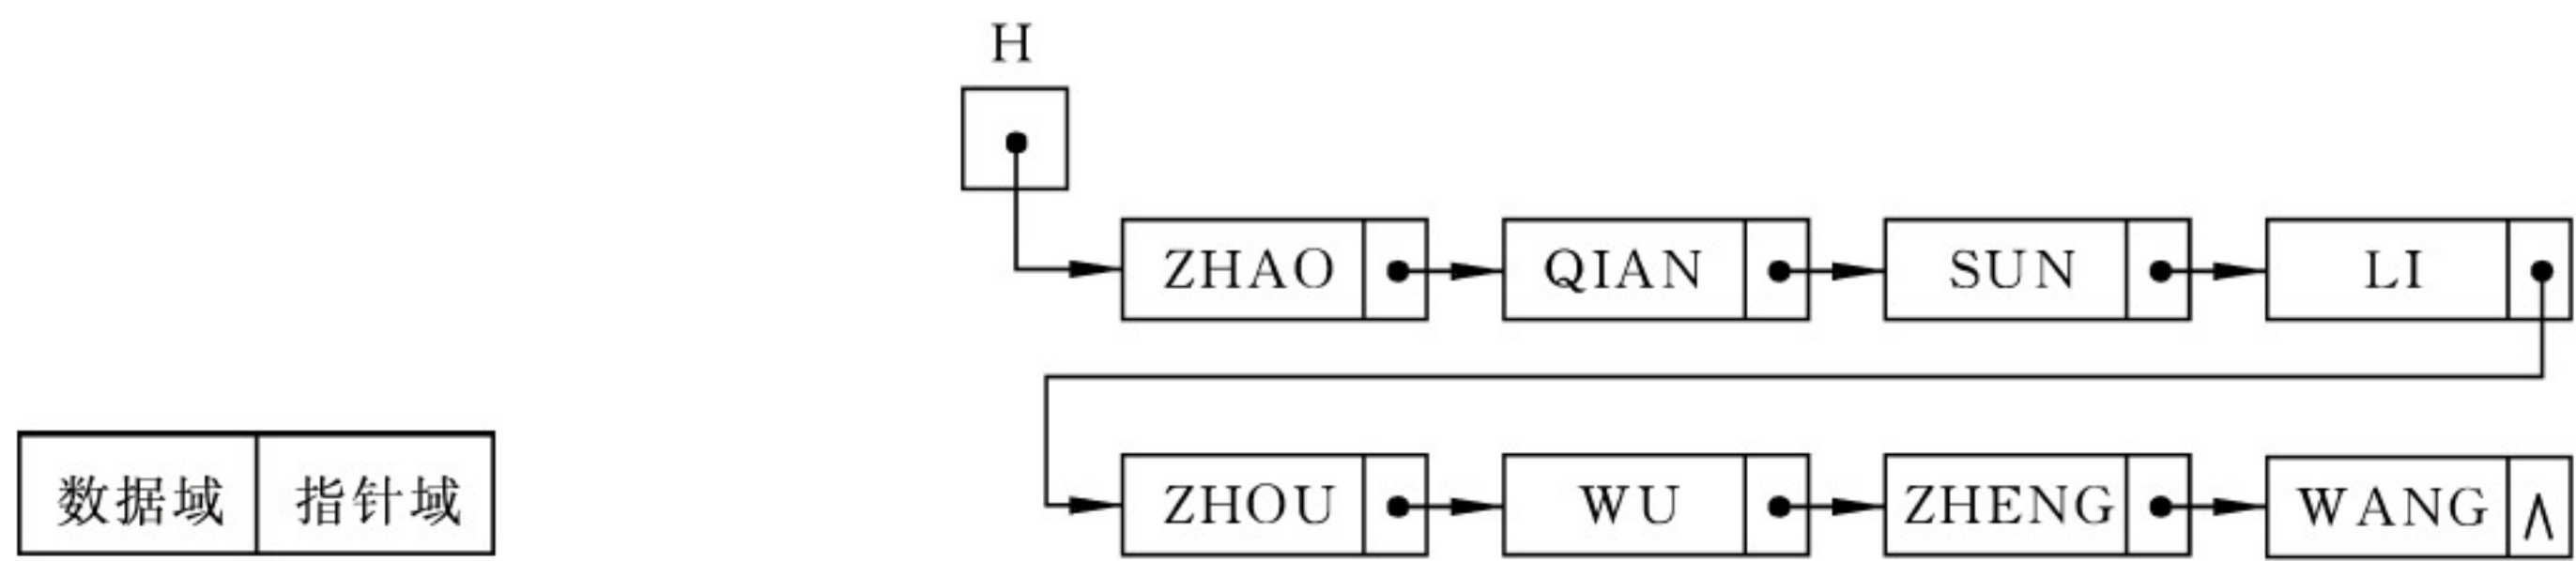 H
ZHAO QIAN SUN LI
数据域 指针域
ZHOU WU ZHENG WANG ∧